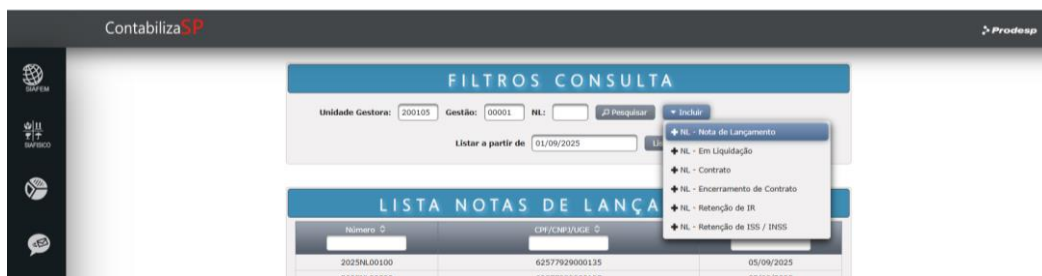 ContabilizaSP
Prodesp
SIAFEM
SIAFISICO
FILTROS CONSULTA
Unidade Gestora: 200105 Gestão: 00001 NL: Pesquisar Incluir
Listar a partir de 01/09/2025
NL - Nota de Lançamento
NL - Em Liquidação
NL - Contrato
NL - Encerramento de Contrato
NL - Retenção de IR
NL - Retenção de ISS / INSS
LISTA NOTAS DE LANÇA
Número CPF/CNPJ/UGE
2025NL00100 62577929000135 05/09/2025